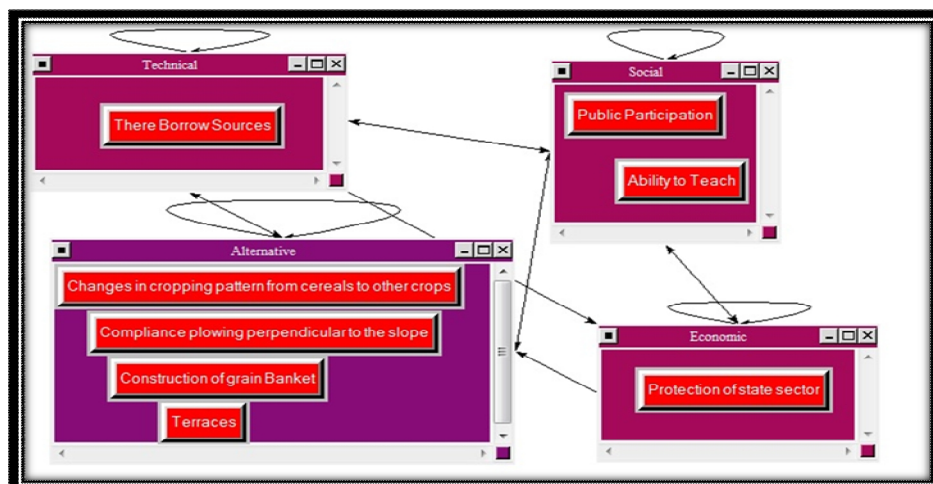 Technical
There Borrow Sources
Social
Public Participation
Ability to Teach
Alternative
Changes in cropping pattern from cereals to other crops
Compliance plowing perpendicular to the slope
Construction of grain Banket
Terraces
Economic
Protection of state sector